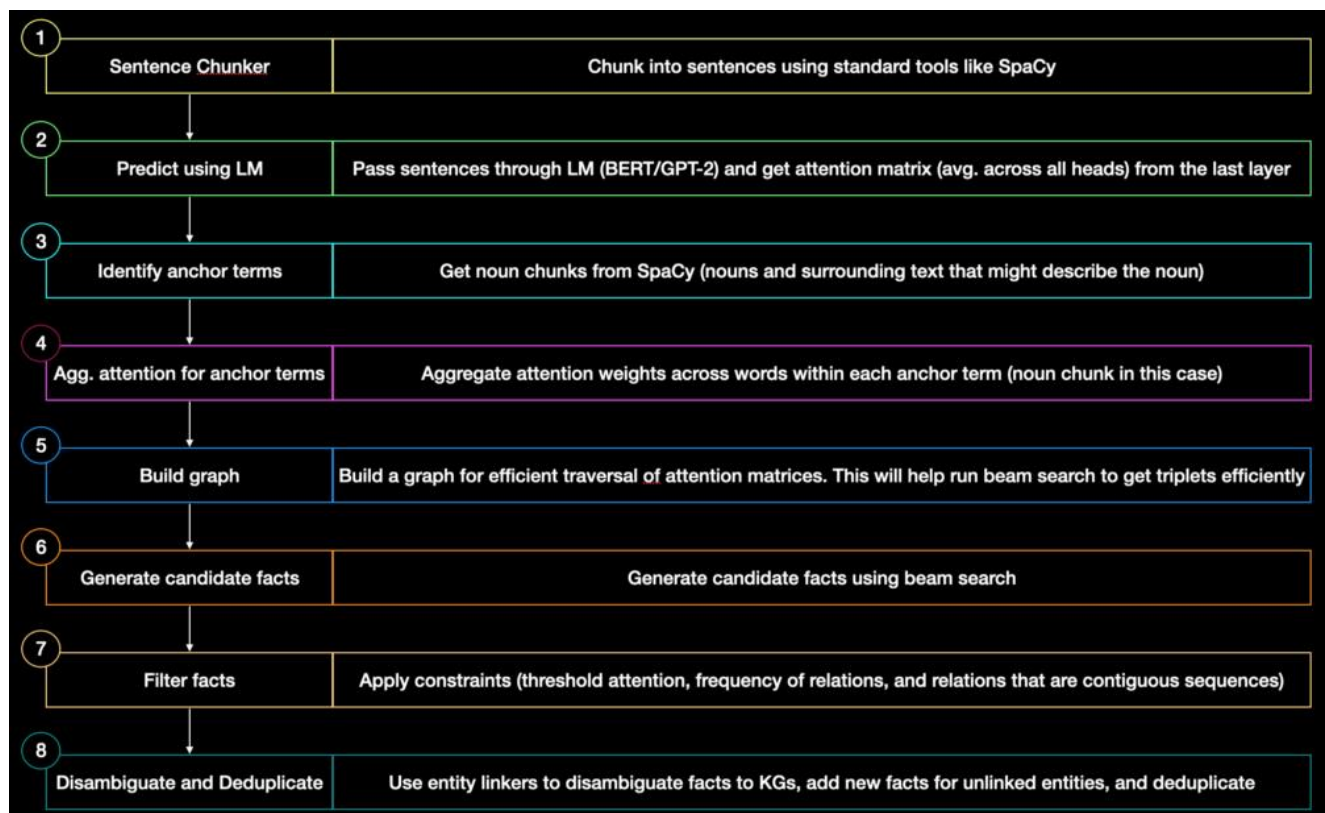 1
Sentence Chunker
Chunk into sentences using standard tools like SpaCy
2
Predict using LM
Pass sentences through LM (BERT/GPT-2) and get attention matrix (avg. across all heads) from the last layer
3
Identify anchor terms
Get noun chunks from SpaCy (nouns and surrounding text that might describe the noun)
4
Agg. attention for anchor terms
Aggregate attention weights across words within each anchor term (noun chunk in this case)
5
Build graph
Build a graph for efficient traversal of attention matrices. This will help run beam search to get triplets efficiently
6
Generate candidate facts
Generate candidate facts using beam search
7
Filter facts
Apply constraints (threshold attention, frequency of relations, and relations that are contiguous sequences)
8
Disambiguate and Deduplicate
Use entity linkers to disambiguate facts to KGs, add new facts for unlinked entities, and deduplicate